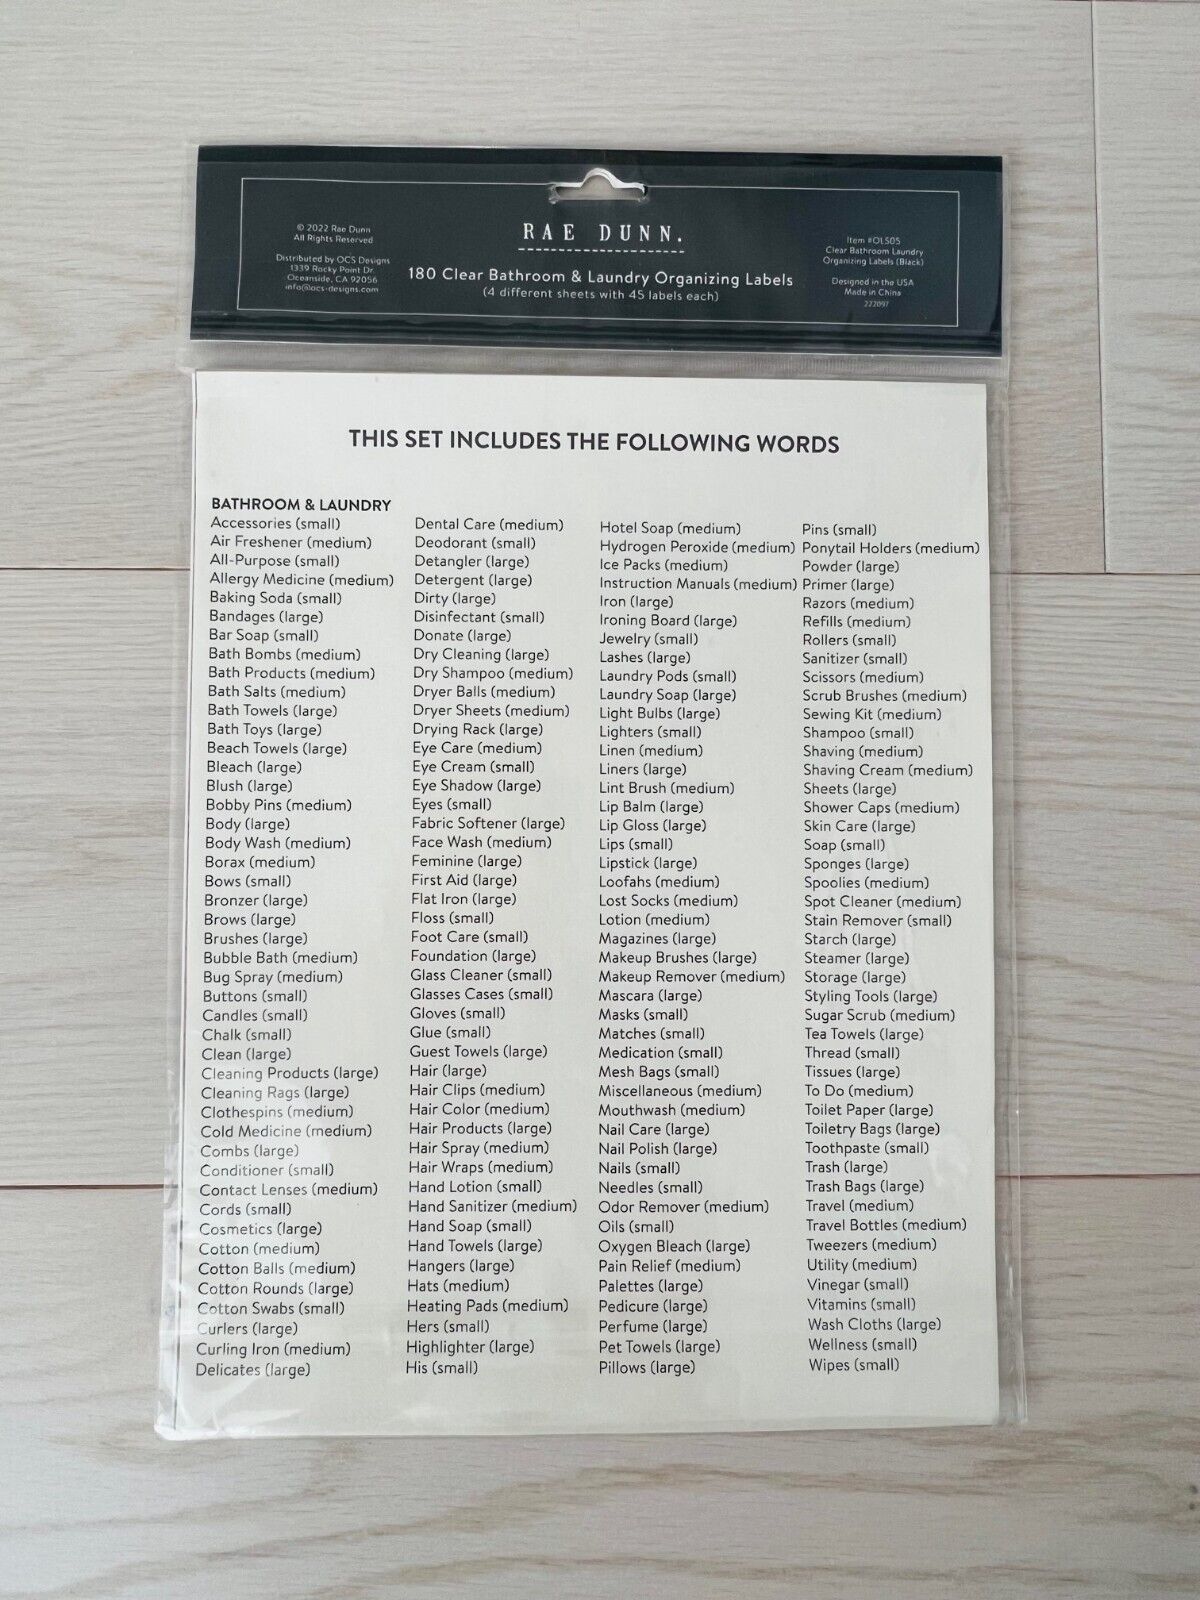 © 2022 Rae Dunn
All Rights Reserved
Distributed by OCS Designs
1339 Rocky Point Dr.
Oceanside, CA 92056
info@ocs-designs.com
RAE DUNN.
180 Clear Bathroom & Laundry Organizing Labels
(4 different sheets with 45 labels each)
Item #OLS05
Clear Bathroom Laundry
Organizing Labels (Black)
Designed in the USA
Made in China
222097
THIS SET INCLUDES THE FOLLOWING WORDS
BATHROOM & LAUNDRY
Accessories (small)
Air Freshener (medium)
All-Purpose (small)
Allergy Medicine (medium)
Baking Soda (small)
Bandages (large)
Bar Soap (small)
Bath Bombs (medium)
Bath Products (medium)
Bath Salts (medium)
Bath Towels (large)
Bath Toys (large)
Beach Towels (large)
Bleach (large)
Blush (large)
Bobby Pins (medium)
Body (large)
Body Wash (medium)
Borax (medium)
Bows (small)
Bronzer (large)
Brows (large)
Brushes (large)
Bubble Bath (medium)
Bug Spray (medium)
Buttons (small)
Candles (small)
Chalk (small)
Clean (large)
Cleaning Products (large)
Cleaning Rags (large)
Clothespins (medium)
Cold Medicine (medium)
Combs (large)
Conditioner (small)
Contact Lenses (medium)
Cords (small)
Cosmetics (large)
Cotton (medium)
Cotton Balls (medium)
Cotton Rounds (large)
Cotton Swabs (small)
Curlers (large)
Curling Iron (medium)
Delicates (large)
Dental Care (medium)
Deodorant (small)
Detangler (large)
Detergent (large)
Dirty (large)
Disinfectant (small)
Donate (large)
Dry Cleaning (large)
Dry Shampoo (medium)
Dryer Balls (medium)
Dryer Sheets (medium)
Drying Rack (large)
Eye Care (medium)
Eye Cream (small)
Eye Shadow (large)
Eyes (small)
Fabric Softener (large)
Face Wash (medium)
Feminine (large)
First Aid (large)
Flat Iron (large)
Floss (small)
Foot Care (small)
Foundation (large)
Glass Cleaner (small)
Glasses Cases (small)
Gloves (small)
Glue (small)
Guest Towels (large)
Hair (large)
Hair Clips (medium)
Hair Color (medium)
Hair Products (large)
Hair Spray (medium)
Hair Wraps (medium)
Hand Lotion (small)
Hand Sanitizer (medium)
Hand Soap (small)
Hand Towels (large)
Hangers (large)
Hats (medium)
Heating Pads (medium)
Hers (small)
Highlighter (large)
His (small)
Hotel Soap (medium)
Hydrogen Peroxide (medium)
Ice Packs (medium)
Instruction Manuals (medium)
Iron (large)
Ironing Board (large)
Jewelry (small)
Lashes (large)
Laundry Pods (small)
Laundry Soap (large)
Light Bulbs (large)
Lighters (small)
Linen (medium)
Liners (large)
Lint Brush (medium)
Lip Balm (large)
Lip Gloss (large)
Lips (small)
Lipstick (large)
Loofahs (medium)
Lost Socks (medium)
Lotion (medium)
Magazines (large)
Makeup Brushes (large)
Makeup Remover (medium)
Mascara (large)
Masks (small)
Matches (small)
Medication (small)
Mesh Bags (small)
Miscellaneous (medium)
Mouthwash (medium)
Nail Care (large)
Nail Polish (large)
Nails (small)
Needles (small)
Odor Remover (medium)
Oils (small)
Oxygen Bleach (large)
Pain Relief (medium)
Palettes (large)
Pedicure (large)
Perfume (large)
Pet Towels (large)
Pillows (large)
Pins (small)
Ponytail Holders (medium)
Powder (large)
Primer (large)
Razors (medium)
Refills (medium)
Rollers (small)
Sanitizer (small)
Scissors (medium)
Scrub Brushes (medium)
Sewing Kit (medium)
Shampoo (small)
Shaving (medium)
Shaving Cream (medium)
Sheets (large)
Shower Caps (medium)
Skin Care (large)
Soap (small)
Sponges (large)
Spoolies (medium)
Spot Cleaner (medium)
Stain Remover (small)
Starch (large)
Steamer (large)
Storage (large)
Styling Tools (large)
Sugar Scrub (medium)
Tea Towels (large)
Thread (small)
Tissues (large)
To Do (medium)
Toilet Paper (large)
Toiletry Bags (large)
Toothpaste (small)
Trash (large)
Trash Bags (large)
Travel (medium)
Travel Bottles (medium)
Tweezers (medium)
Utility (medium)
Vinegar (small)
Vitamins (small)
Wash Cloths (large)
Wellness (small)
Wipes (small)